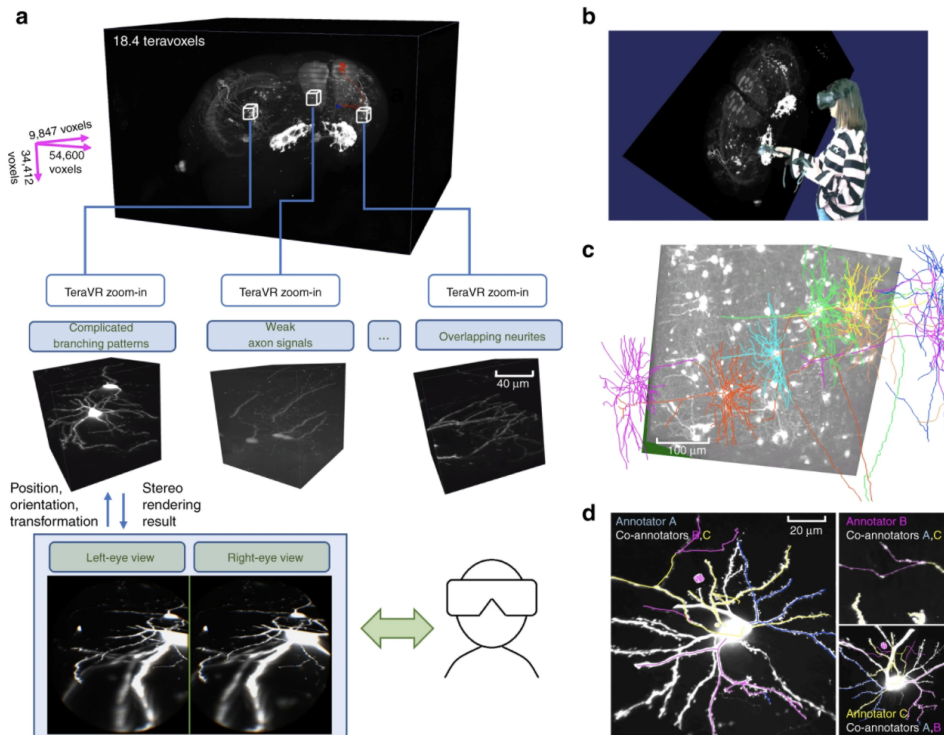 a
18.4 teravoxels
9,847 voxels
54,600
voxels
34,412
voxels
TeraVR zoom-in
TeraVR zoom-in
TeraVR zoom-in
Complicated
branching patterns
Weak
axon signals
...
Overlapping neurites
40 µm
Position,
orientation,
transformation
Stereo
rendering
result
Left-eye view
Right-eye view
b
c
100 µm
d
Annotator A
Co-annotators B,C
20 µm
Annotator B
Co-annotators A,C
Annotator C
Co-annotators A,B